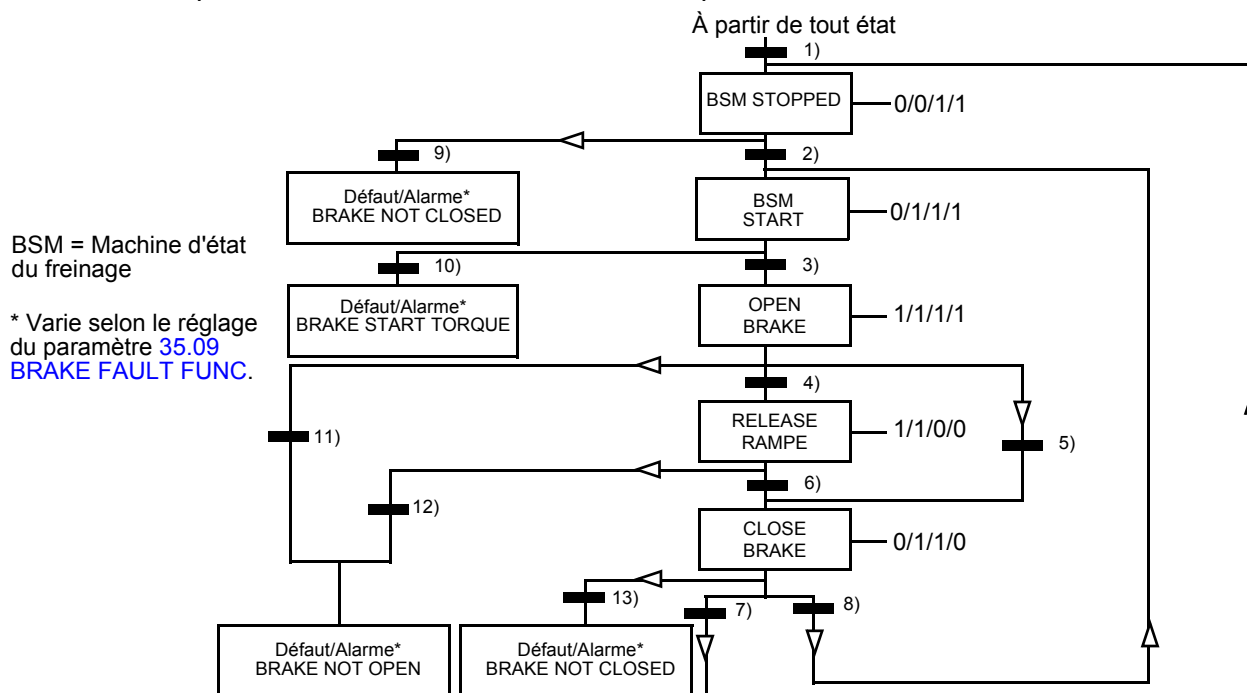 À partir de tout état
1)
BSM STOPPED
0/0/1/1
9)
2)
Défaut/Alarme*
BRAKE NOT CLOSED
BSM
START
0/1/1/1
BSM = Machine d'état
du freinage
10)
3)
Défaut/Alarme*
BRAKE START TORQUE
OPEN
BRAKE
1/1/1/1
* Varie selon le réglage
du paramètre 35.09
BRAKE FAULT FUNC.
4)
RELEASE
RAMPE
1/1/0/0
11)
5)
6)
12)
CLOSE
BRAKE
0/1/1/0
13)
7)
8)
Défaut/Alarme*
BRAKE NOT OPEN
Défaut/Alarme*
BRAKE NOT CLOSED